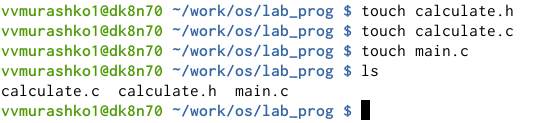 vvmurashko1@dk8n70 ~/work/os/lab_prog $ touch calculate.h
vvmurashko1@dk8n70 ~/work/os/lab_prog $ touch calculate.c
vvmurashko1@dk8n70 ~/work/os/lab_prog $ touch main.c
vvmurashko1@dk8n70 ~/work/os/lab_prog $ ls
calculate.c  calculate.h  main.c
vvmurashko1@dk8n70 ~/work/os/lab_prog $